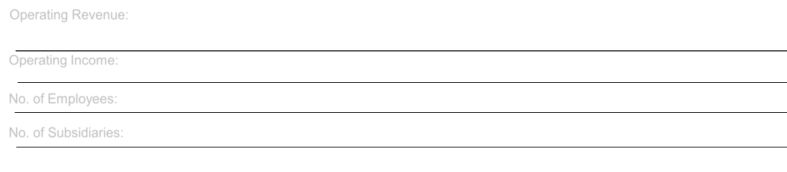 Operating Revenue:
Operating Income:
No. of Employees:
No. of Subsidiaries: